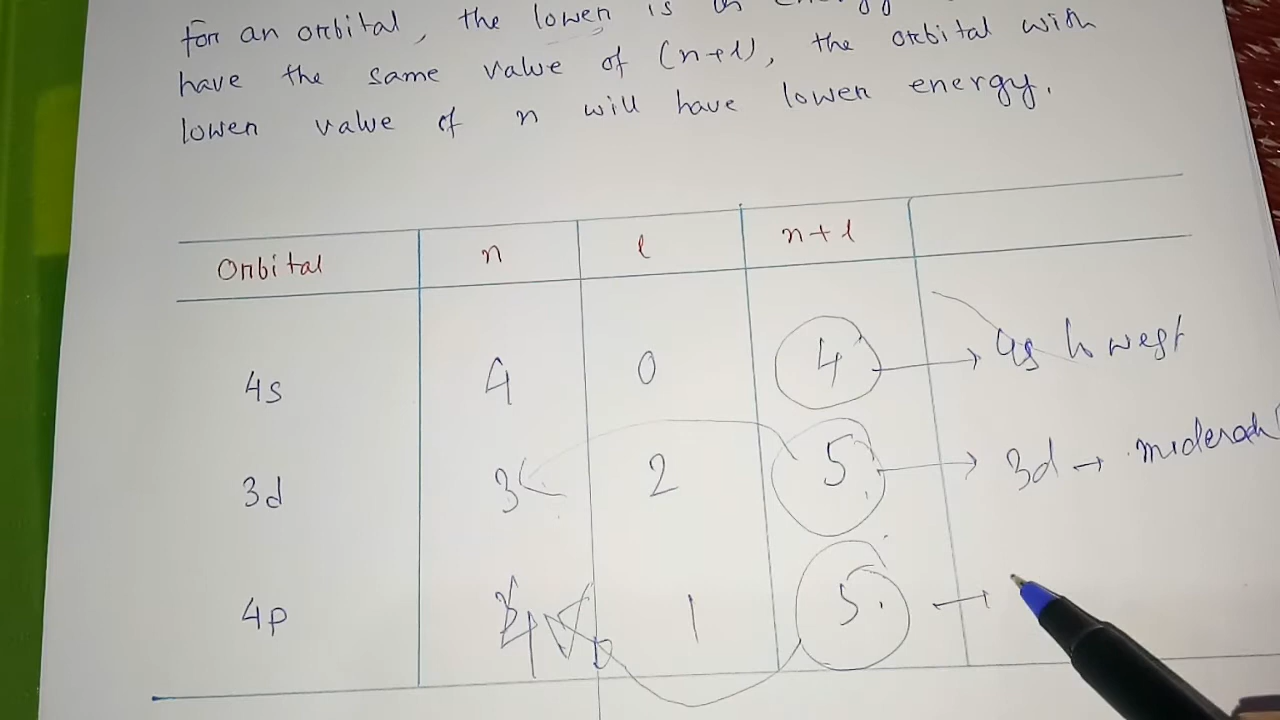 for an orbital, the lower is
have the same value of (n+l), the orbital with
lower value of n will have lower energy.
Orbital n l n+l
4s 4 0 4 → 4s lowest
3d 3 2 5 → 3d →
4p 4 1 5 →